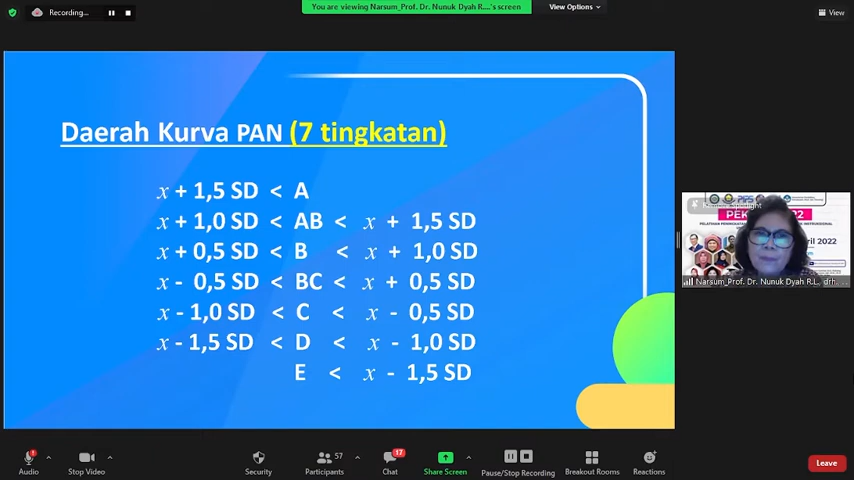 Recording...
You are viewing Narsum_Prof. Dr. Nunuk Dyah R....'s screen
View Options
View
Daerah Kurva PAN (7 tingkatan)
x + 1,5 SD < A
x + 1,0 SD < AB < x + 1,5 SD
x + 0,5 SD < B < x + 1,0 SD
x - 0,5 SD < BC < x + 0,5 SD
x - 1,0 SD < C < x - 0,5 SD
x - 1,5 SD < D < x - 1,0 SD
E < x - 1,5 SD
2022
April 2022
Narsum_Prof. Dr. Nunuk Dyah R.L., drh. ...
57
17
Audio
Stop Video
Security
Participants
Chat
Share Screen
Pause/Stop Recording
Breakout Rooms
Reactions
Leave